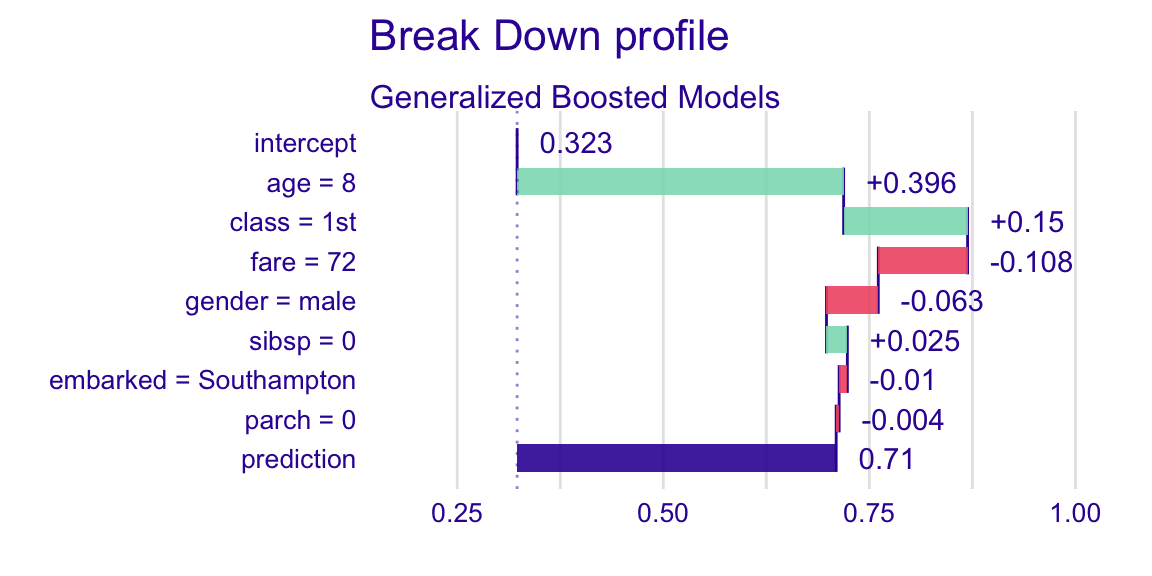 Break Down profile
Generalized Boosted Models
intercept 0.323
age = 8 +0.396
class = 1st +0.15
fare = 72 -0.108
gender = male -0.063
sibsp = 0 +0.025
embarked = Southampton -0.01
parch = 0 -0.004
prediction 0.71
0.25 0.50 0.75 1.00